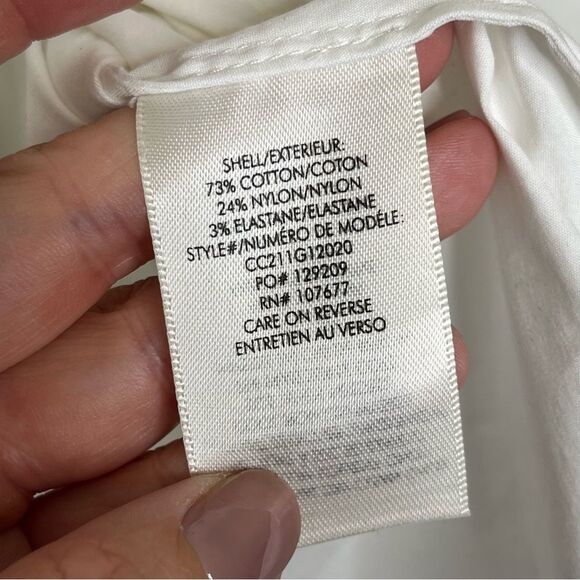 SHELL/EXTERIEUR:
73% COTTON/COTON
24% NYLON/NYLON
3% ELASTANE/ELASTANE
STYLE#/NUMÉRO DE MODÈLE:
CC211G12020
PO# 129209
RN# 107677
CARE ON REVERSE
ENTRETIEN AU VERSO